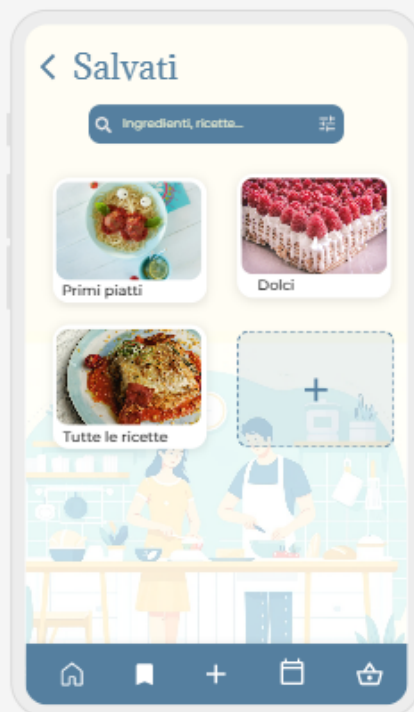 Salvati
Ingredienti, ricette...
Primi piatti
Dolci
Tutte le ricette